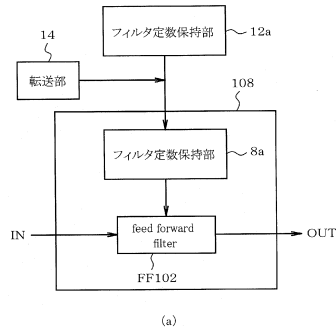 フィルタ定数保持部
12a
14
転送部
108
フィルタ定数保持部
8a
IN
feed forward
filter
OUT
FF102
(a)